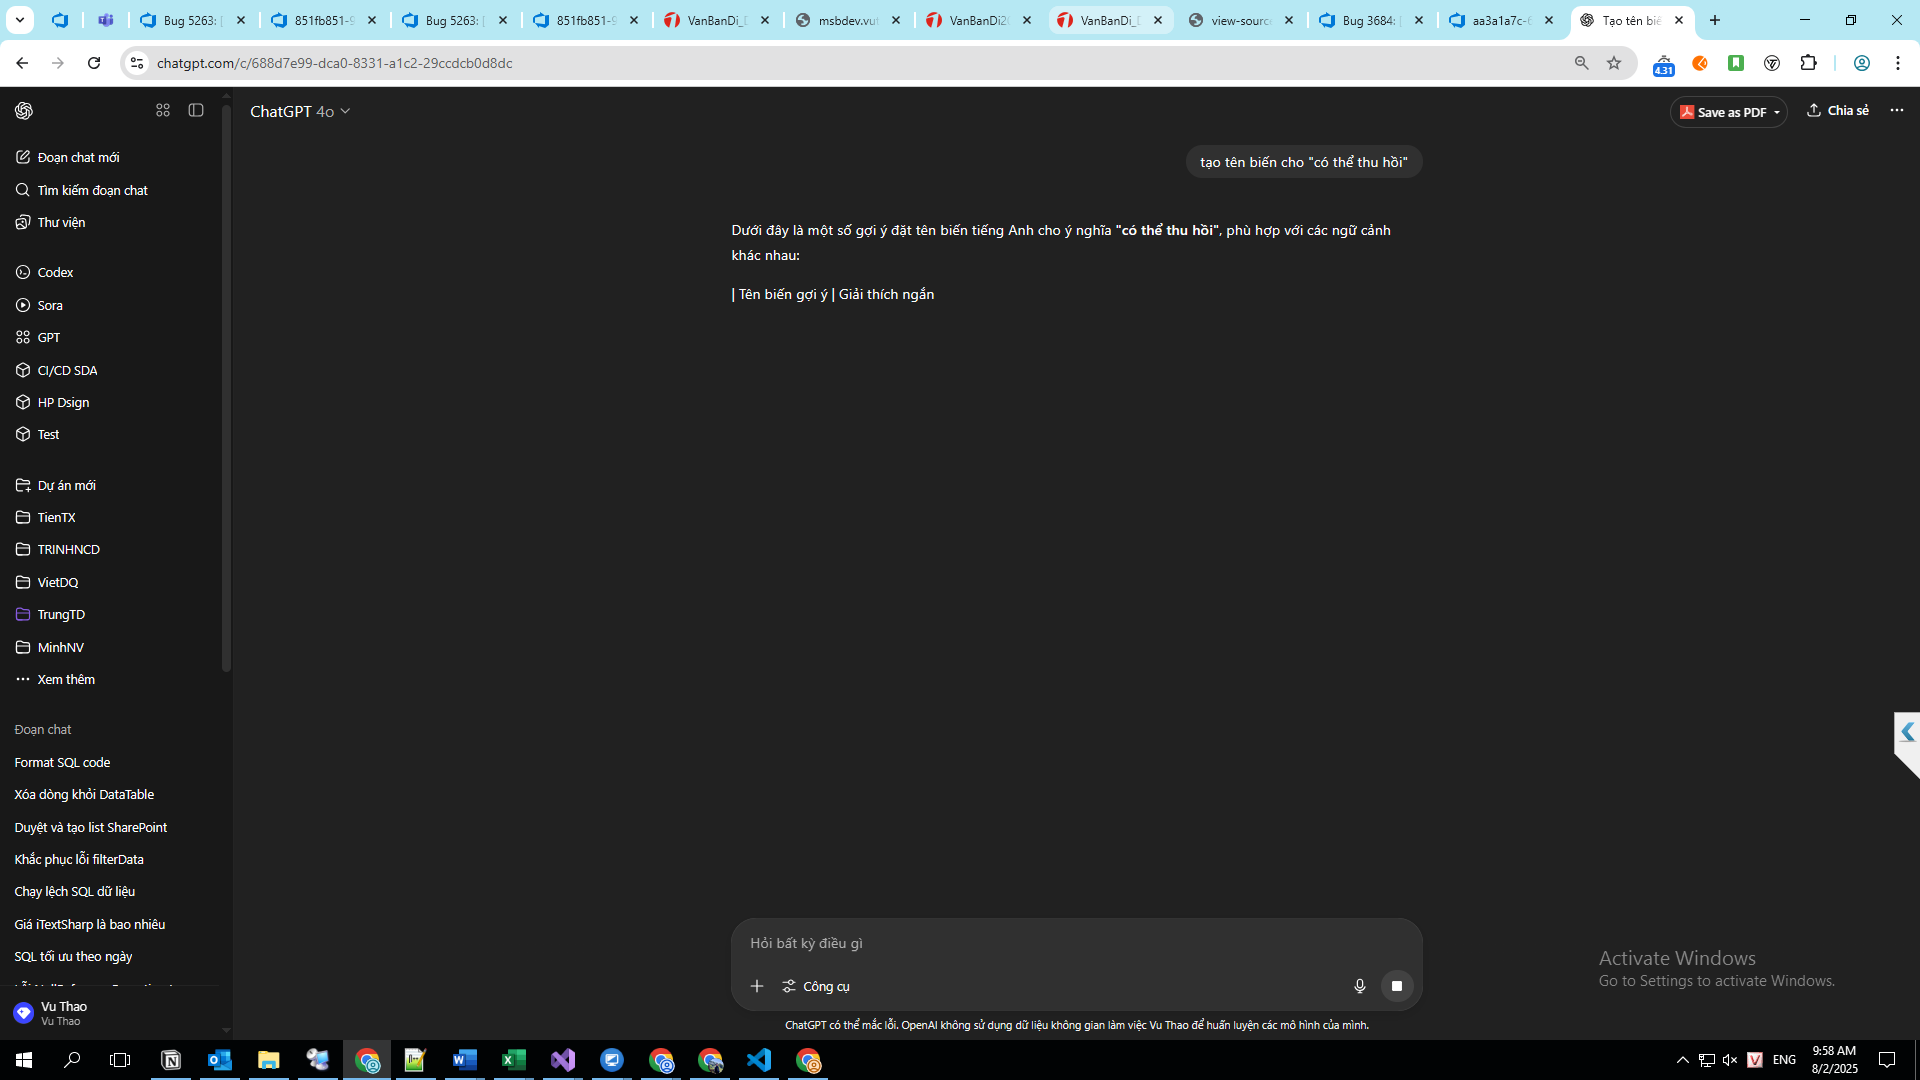 Bug 5263: [
851fb851-9
Bug 5263: [
851fb851-9
VanBanDi_D
msbdev.vut
VanBanDi20
VanBanDi_D
view-source
Bug 3684: [
aa3a1a7c-6
Tạo tên biế
chatgpt.com/c/688d7e99-dca0-8331-a1c2-29ccdcb0d8dc
4.31
ChatGPT 4o
Save as PDF
Chia sẻ
Đoạn chat mới
Tìm kiếm đoạn chat
Thư viện
Codex
Sora
GPT
CI/CD SDA
HP Dsign
Test
Dự án mới
TienTX
TRINHNCD
VietDQ
TrungTD
MinhNV
Xem thêm
Đoạn chat
Format SQL code
Xóa dòng khỏi DataTable
Duyệt và tạo list SharePoint
Khắc phục lỗi filterData
Chạy lệch SQL dữ liệu
Giá iTextSharp là bao nhiêu
SQL tối ưu theo ngày
Vu Thao
Vu Thao
tạo tên biến cho "có thể thu hồi"
Dưới đây là một số gợi ý đặt tên biến tiếng Anh cho ý nghĩa "có thể thu hồi", phù hợp với các ngữ cảnh
khác nhau:
| Tên biến gợi ý | Giải thích ngắn
Hỏi bất kỳ điều gì
Công cụ
ChatGPT có thể mắc lỗi. OpenAI không sử dụng dữ liệu không gian làm việc Vu Thao để huấn luyện các mô hình của mình.
Activate Windows
Go to Settings to activate Windows.
ENG
9:58 AM
8/2/2025